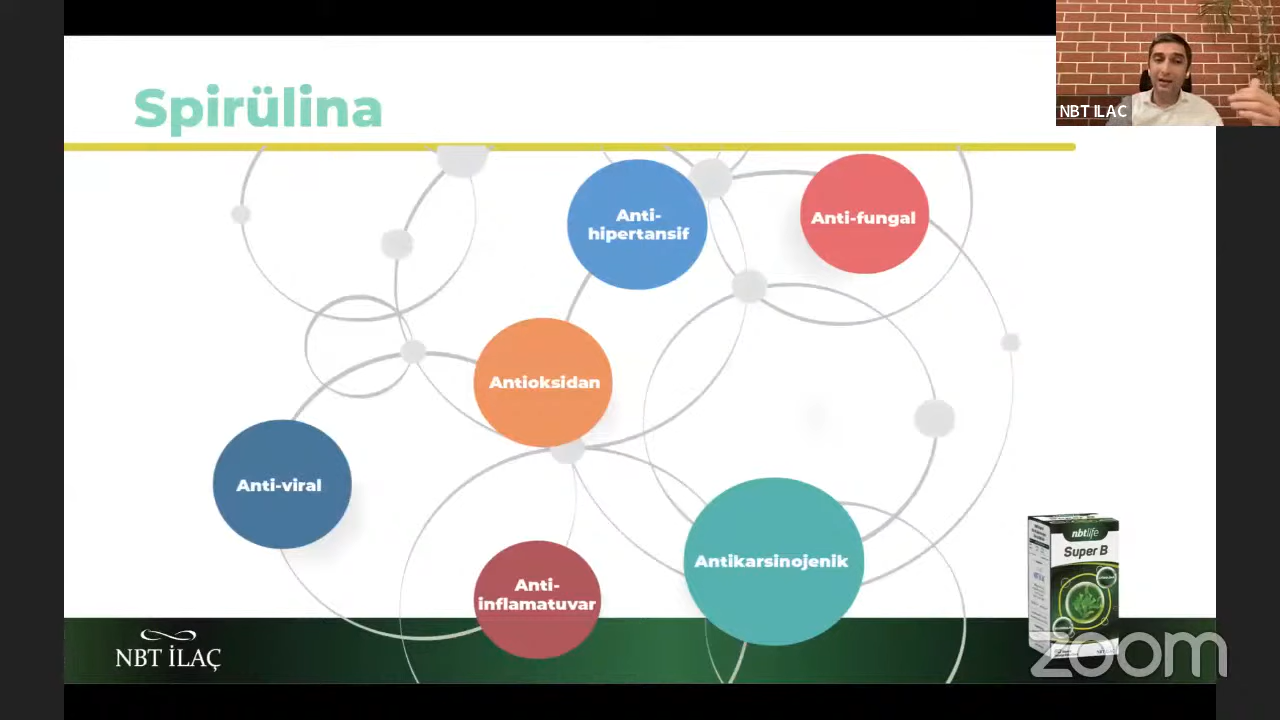 Spirülina
NBT ILAC
Anti-
hipertansif
Anti-fungal
Antioksidan
Anti-viral
Antikarsinojenik
Anti-
inflamatuvar
nbtlife
Super B
NBT İLAÇ
zoom